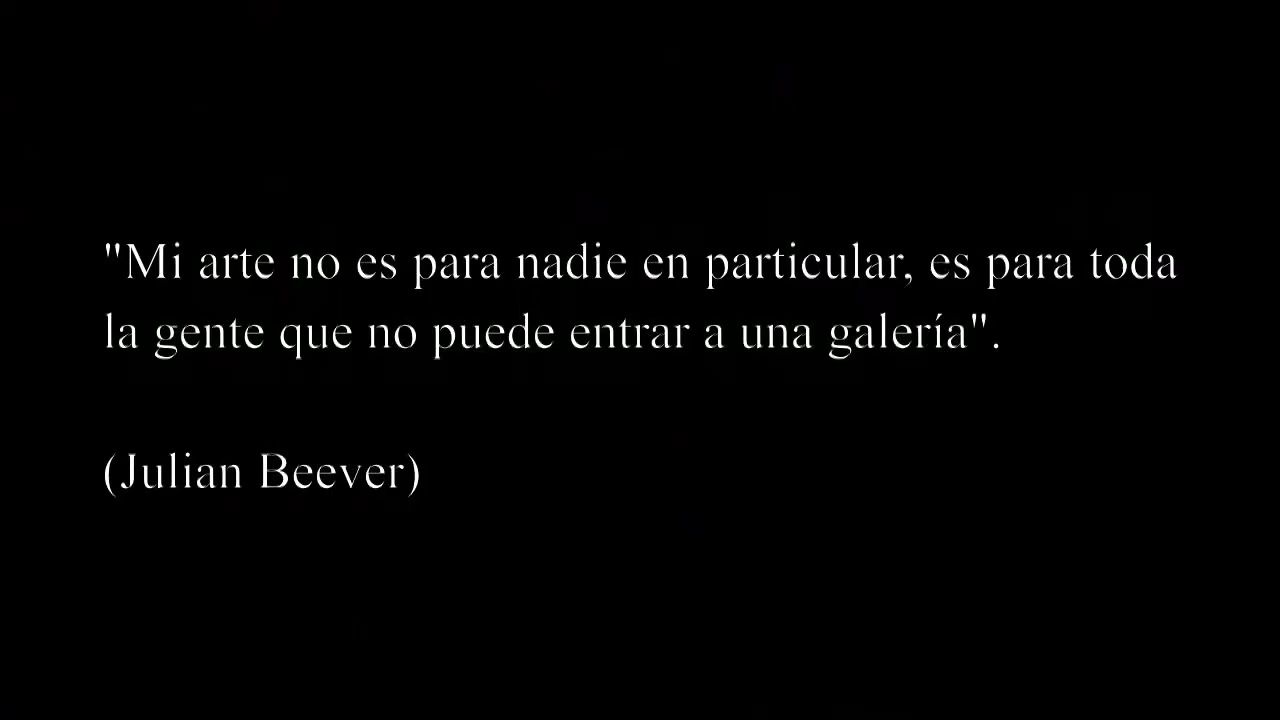 "Mi arte no es para nadie en particular, es para toda
la gente que no puede entrar a una galería".
(Julian Beever)